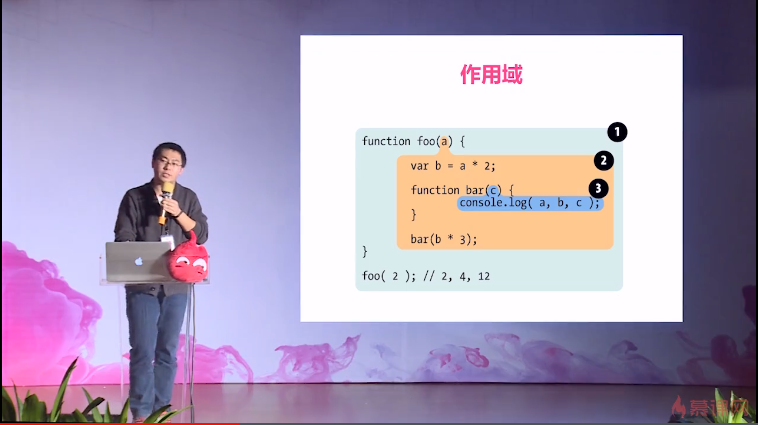 作用域
1
function foo(a) {
2
var b = a * 2;
3
function bar(c) {
console.log( a, b, c );
}
bar(b * 3);
}
foo( 2 ); // 2, 4, 12
慕课网